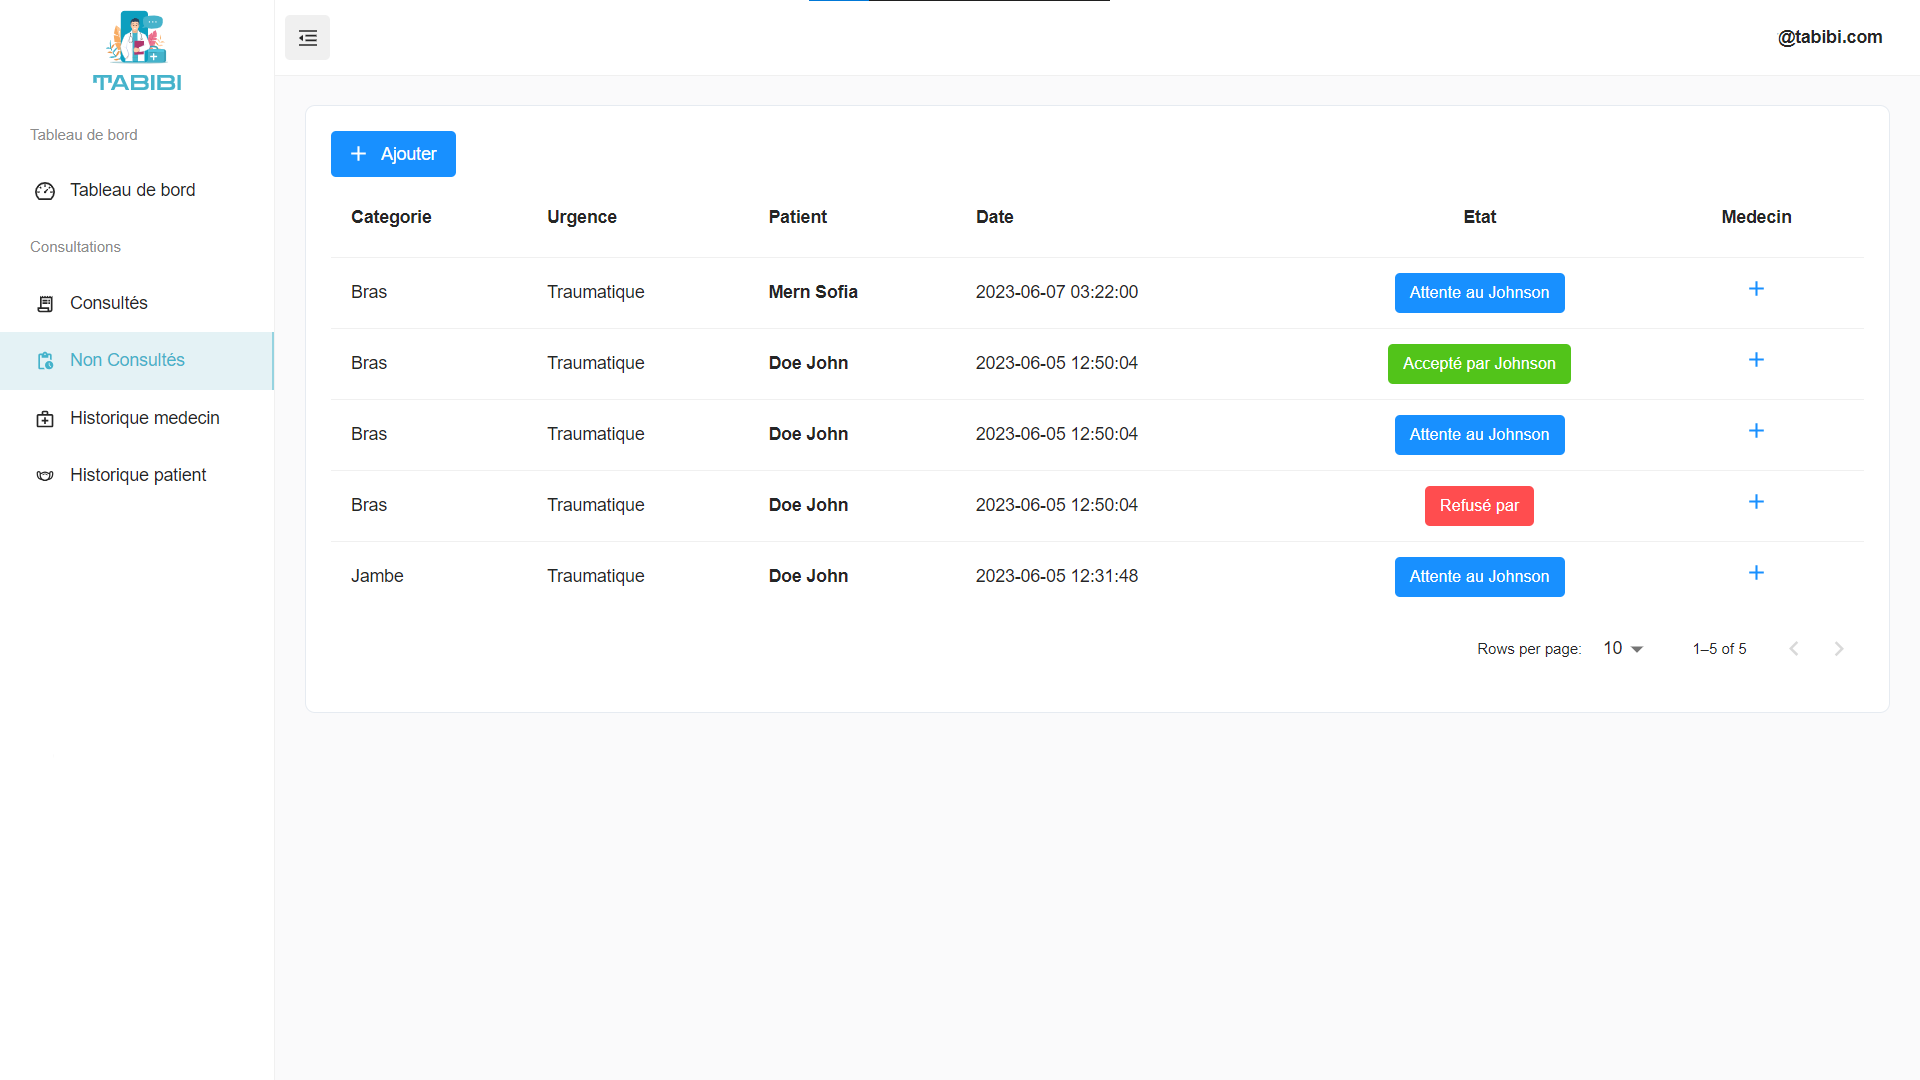 TABIBI
@tabibi.com
Tableau de bord
Tableau de bord
Consultations
Consultés
Non Consultés
Historique medecin
Historique patient
Ajouter
Categorie Urgence Patient Date Etat Medecin
Bras Traumatique Mern Sofia 2023-06-07 03:22:00 Attente au Johnson +
Bras Traumatique Doe John 2023-06-05 12:50:04 Accepté par Johnson +
Bras Traumatique Doe John 2023-06-05 12:50:04 Attente au Johnson +
Bras Traumatique Doe John 2023-06-05 12:50:04 Refusé par +
Jambe Traumatique Doe John 2023-06-05 12:31:48 Attente au Johnson +
Rows per page: 10 1–5 of 5